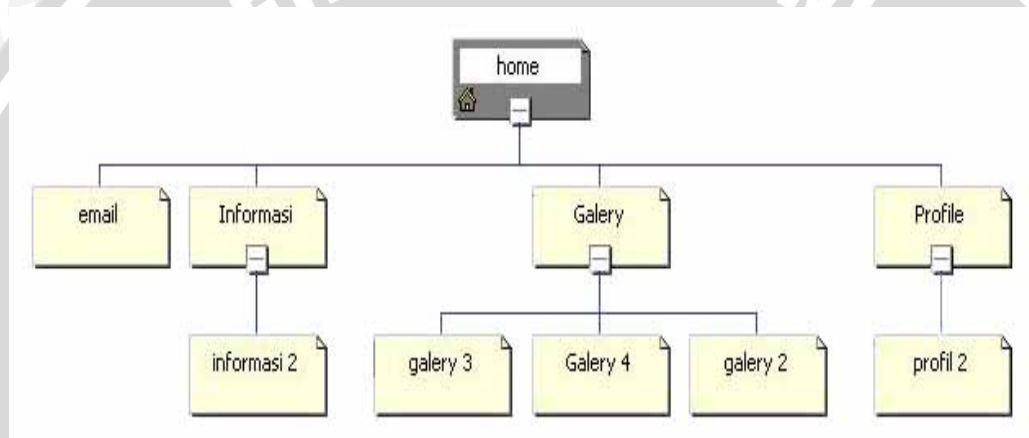 home
email
Informasi
Galery
Profile
informasi 2
galery 3
Galery 4
galery 2
profil 2